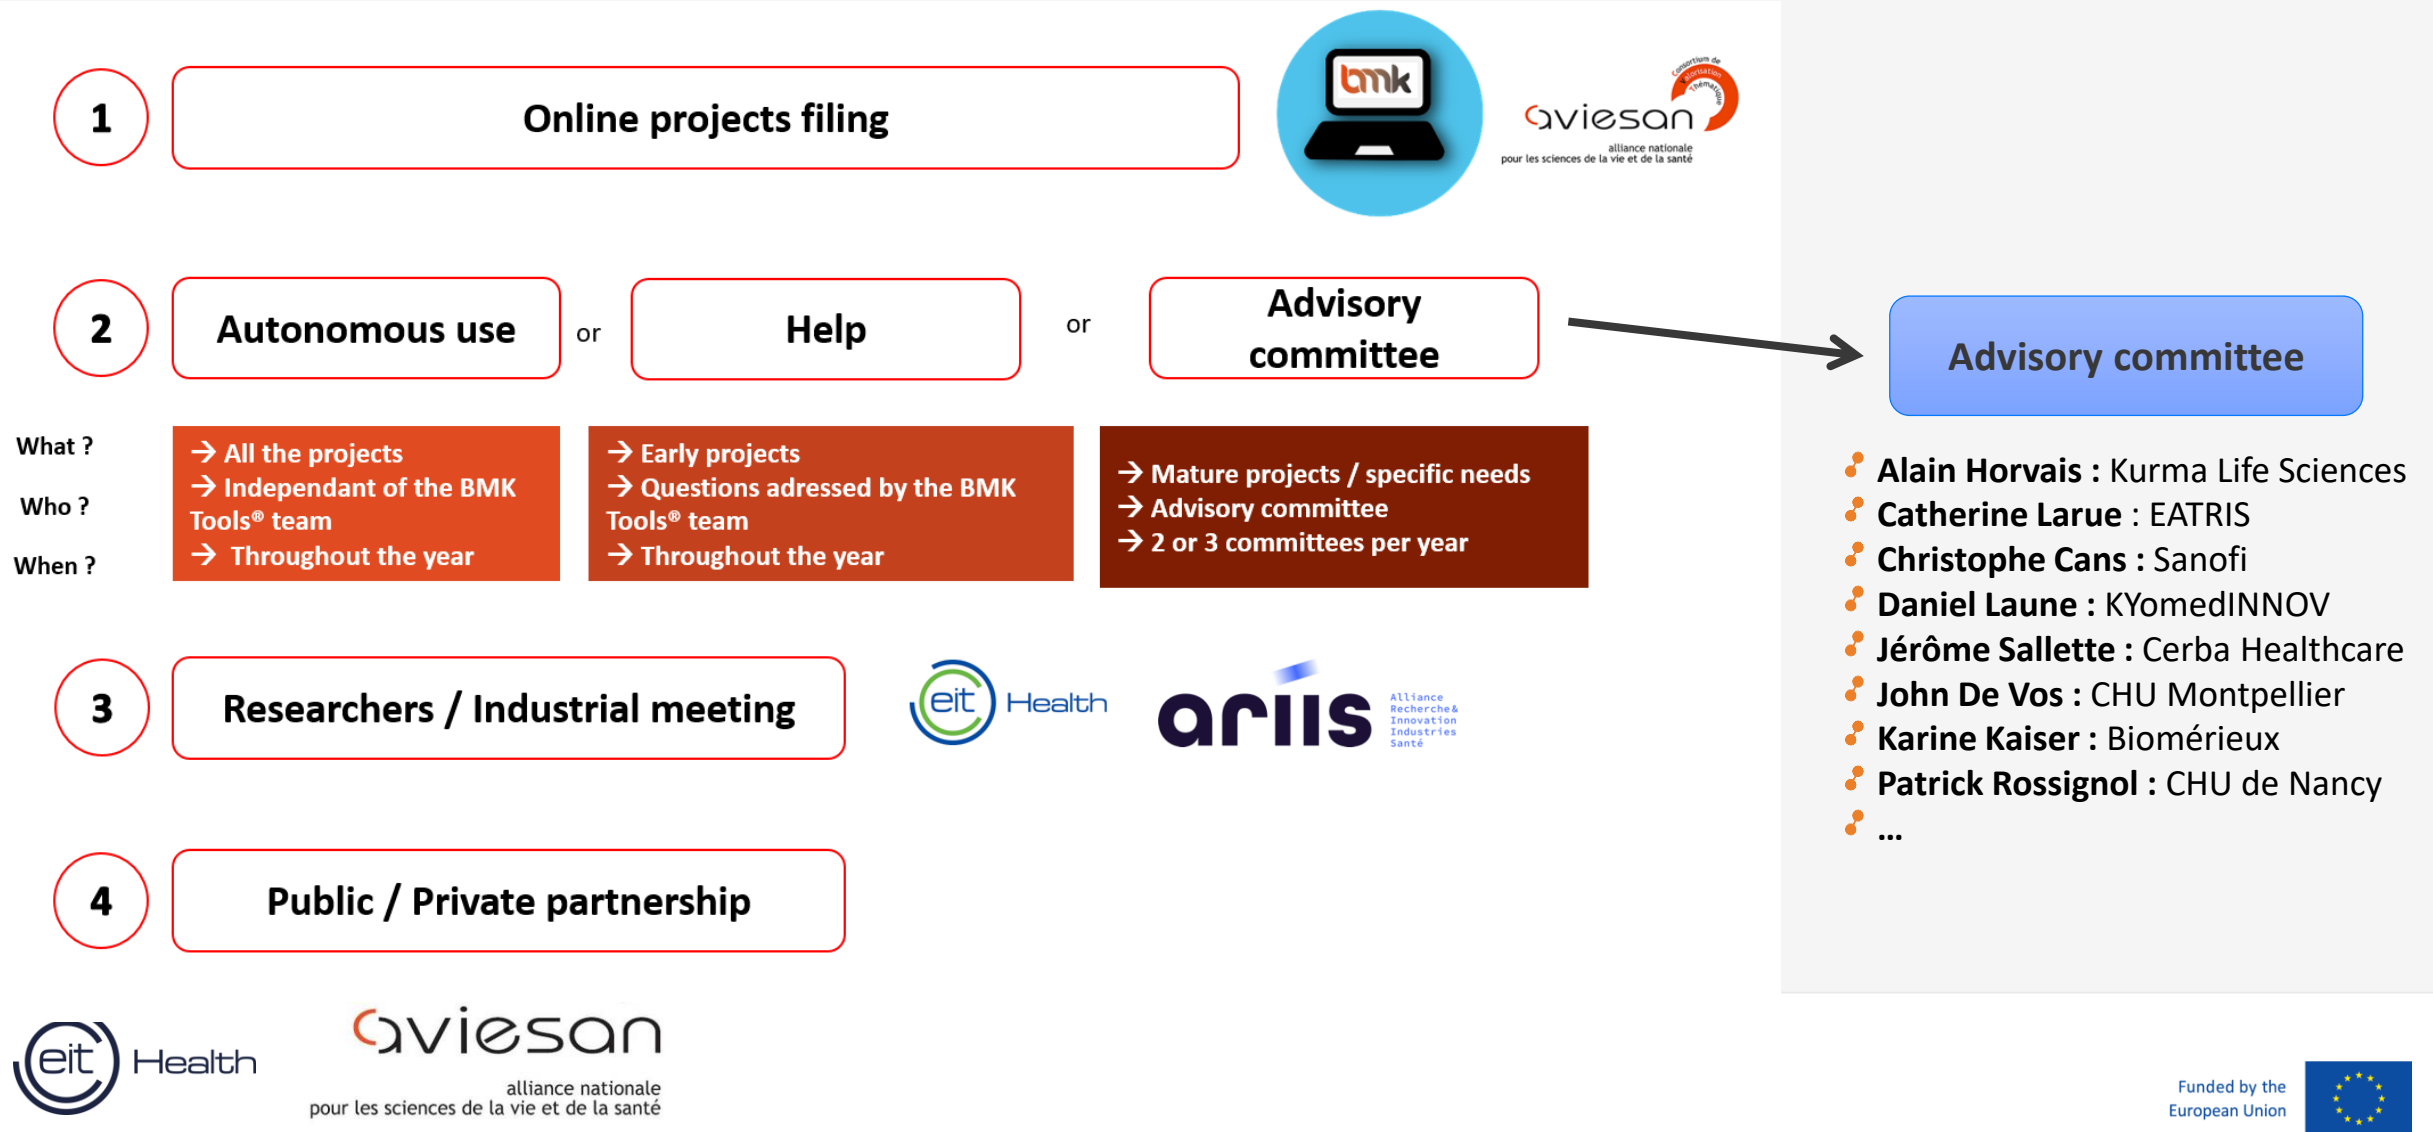 1
Online projects filing
bmk
Consortium de
Valorisation
Thématique
aviesan
alliance nationale
pour les sciences de la vie et de la santé
2
Autonomous use
or
Help
or
Advisory
committee
Advisory committee
What ?
Who ?
When ?
→ All the projects
→ Independant of the BMK
Tools® team
→ Throughout the year
→ Early projects
→ Questions adressed by the BMK
Tools® team
→ Throughout the year
→ Mature projects / specific needs
→ Advisory committee
→ 2 or 3 committees per year
Alain Horvais : Kurma Life Sciences
Catherine Larue : EATRIS
Christophe Cans : Sanofi
Daniel Laune : KYomedINNOV
Jérôme Sallette : Cerba Healthcare
John De Vos : CHU Montpellier
Karine Kaiser : Biomérieux
Patrick Rossignol : CHU de Nancy
...
3
Researchers / Industrial meeting
eit Health
ariis
Alliance
Recherche&
Innovation
Industries
Santé
4
Public / Private partnership
eit Health
aviesan
alliance nationale
pour les sciences de la vie et de la santé
Funded by the
European Union